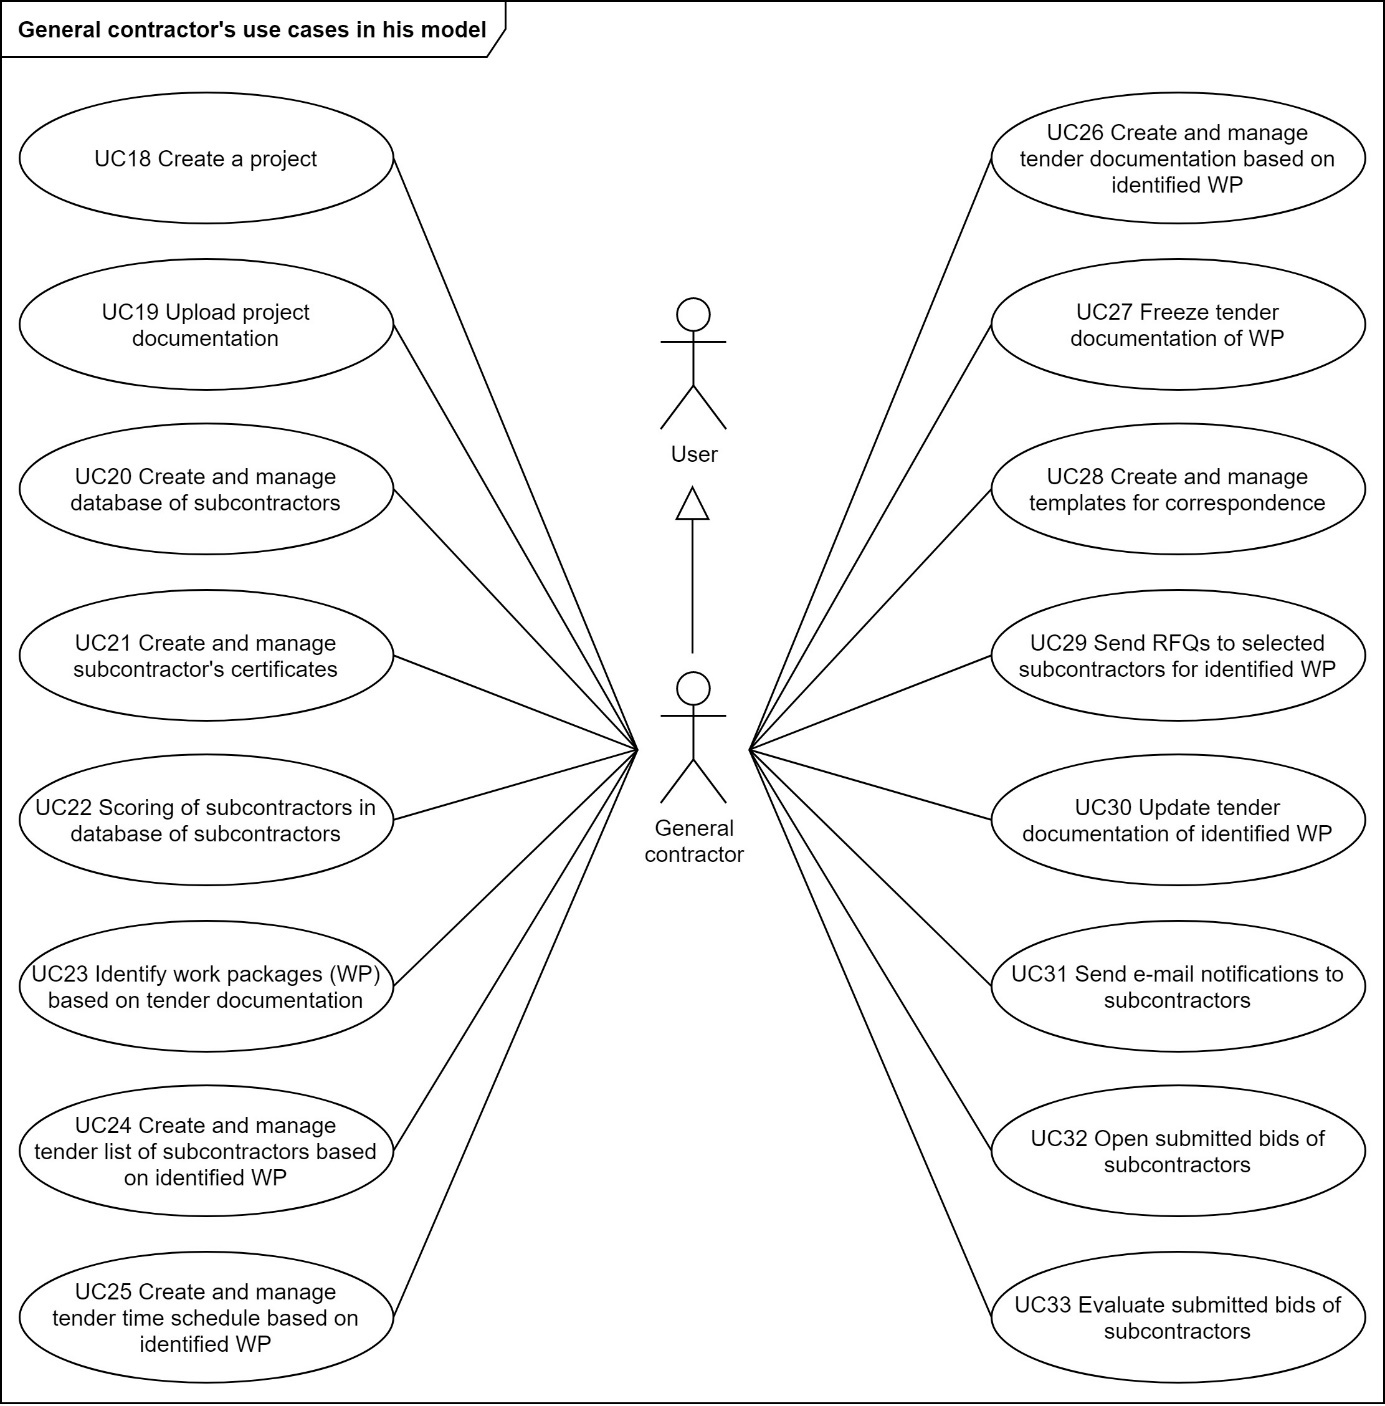 General contractor's use cases in his model
UC18 Create a project
UC19 Upload project
documentation
UC20 Create and manage
database of subcontractors
UC21 Create and manage
subcontractor's certificates
UC22 Scoring of subcontractors in
database of subcontractors
UC23 Identify work packages (WP)
based on tender documentation
UC24 Create and manage
tender list of subcontractors based
on identified WP
UC25 Create and manage
tender time schedule based on
identified WP
User
General
contractor
UC26 Create and manage
tender documentation based on
identified WP
UC27 Freeze tender
documentation of WP
UC28 Create and manage
templates for correspondence
UC29 Send RFQs to selected
subcontractors for identified WP
UC30 Update tender
documentation of identified WP
UC31 Send e-mail notifications to
subcontractors
UC32 Open submitted bids of
subcontractors
UC33 Evaluate submitted bids of
subcontractors